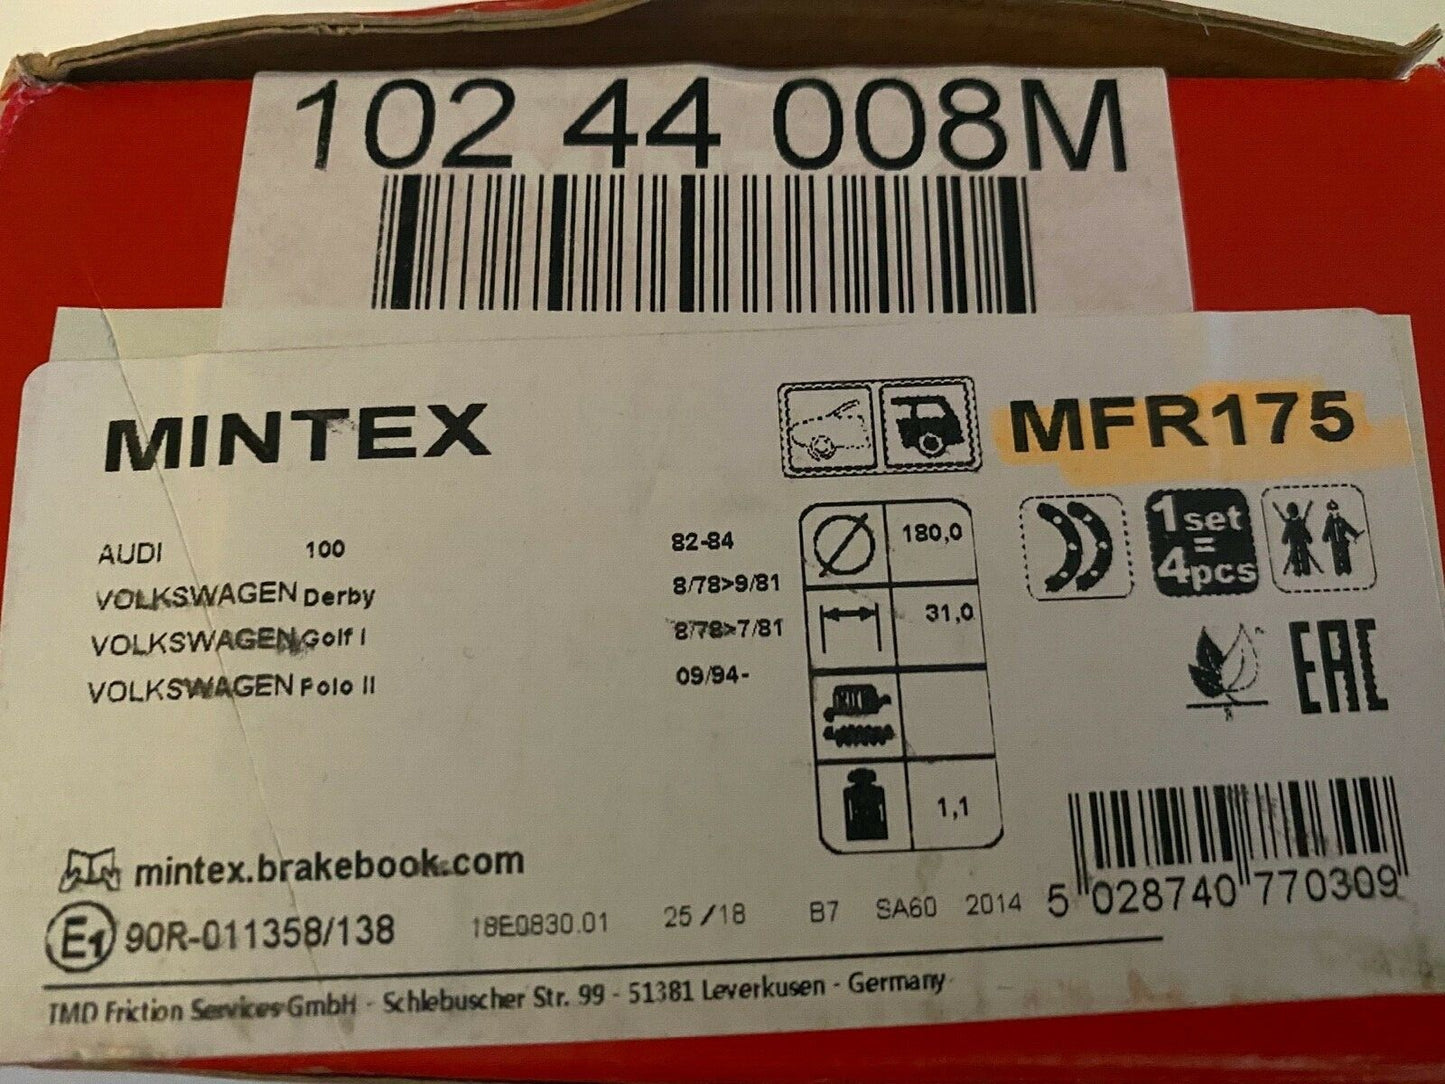 102 44 008M
MINTEX
MFR175
AUDI 100 82-84
VOLKSWAGEN Derby 8/78>9/81
VOLKSWAGEN Golf I 8/78>7/81
VOLKSWAGEN Polo II 09/94-
180,0
31,0
1,1
1 set
=
4 pcs
EAC
mintex.brakebook.com
5 028740 770309
E1 90R-011358/138 18E0830.01 25/18 B7 SA60 2014
TMD Friction Services GmbH - Schlebuscher Str. 99 - 51381 Leverkusen - Germany